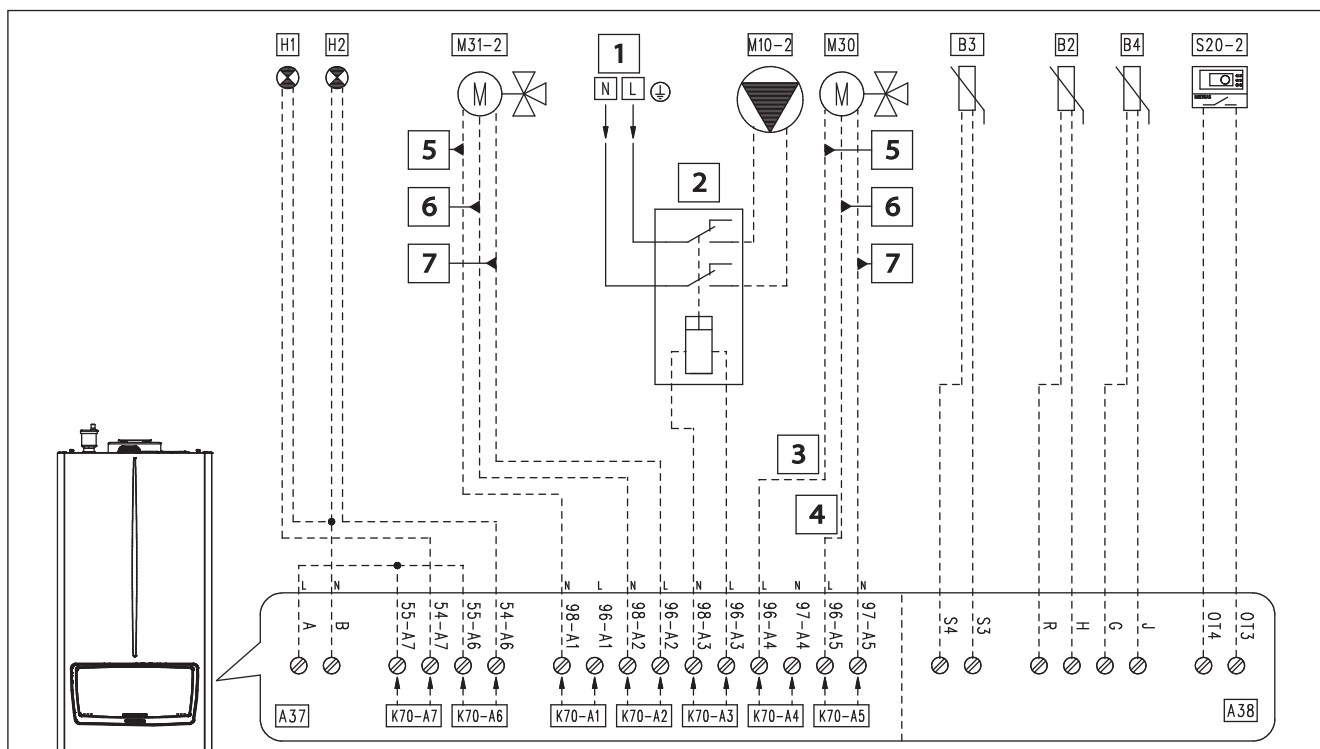 H1 H2 M31-2 1 M10-2 M30 B3 B2 B4 S20-2
N L
5 5
2
6 6
7 7
3
4
L N N L N L N L L N L N
A B 55-A7 54-A7 55-A6 54-A6 98-A1 96-A1 98-A2 96-A2 98-A3 96-A3 96-A4 97-A4 96-A5 97-A5 S4 S3 R H G J OT4 OT3
A37 K70-A7 K70-A6 K70-A1 K70-A2 K70-A3 K70-A4 K70-A5 A38